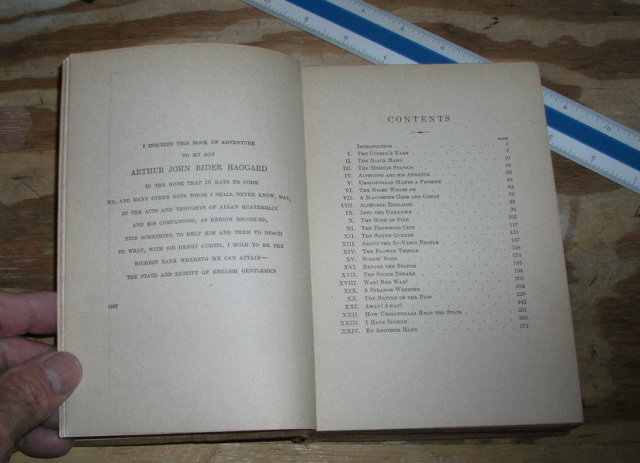 I INSCRIBE THIS BOOK OF ADVENTURE
TO MY SON
ARTHUR JOHN RIDER HAGGARD
IN THE HOPE THAT IN DAYS TO COME
HE, AND MANY OTHER BOYS WHOM I SHALL NEVER KNOW, MAY,
IN THE ACTS AND THOUGHTS OF ALLAN QUATERMAIN
AND HIS COMPANIONS, AS HEREIN RECORDED,
FIND SOMETHING TO HELP HIM AND THEM TO REACH
TO WHAT, WITH SIR HENRY CURTIS, I HOLD TO BE THE
HIGHEST RANK WHERETO WE CAN ATTAIN—
THE STATE AND DIGNITY OF ENGLISH GENTLEMEN
1887
CONTENTS
PAGE
INTRODUCTION 1
I. THE CONSUL'S YARN 7
II. THE BLACK HAND 19
III. THE MISSION STATION 28
IV. ALPHONSE AND HIS ANNETTE
V. UMSLOPOGAAS MAKES A PROMISE
VI. THE NIGHT WEARS ON
VII. A SLAUGHTER GRIM AND GREAT
VIII. ALPHONSE EXPLAINS
IX. INTO THE UNKNOWN
X. THE ROSE OF FIRE
XI. THE FROWNING CITY
XII. THE SISTER QUEENS
XIII. ABOUT THE ZU-VENDI PEOPLE
XIV. THE FLOWER TEMPLE
XV. SORAIS' SONG
XVI. BEFORE THE STATUE
XVII. THE STORM BREAKS 194
XVIII. WAR! RED WAR!
XIX. A STRANGE WEDDING
XX. THE BATTLE OF THE PASS 228
XXI. AWAY! AWAY! 242
XXII. HOW UMSLOPOGAAS HELD THE STAIR 251
XXIII. I HAVE SPOKEN
XXIV. BY ANOTHER HAND